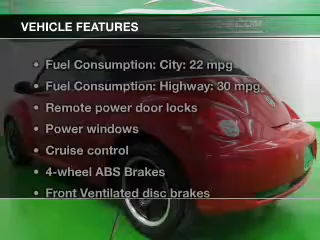 VEHICLE FEATURES
• Fuel Consumption: City: 22 mpg
• Fuel Consumption: Highway: 30 mpg
• Remote power door locks
• Power windows
• Cruise control
• 4-wheel ABS Brakes
• Front Ventilated disc brakes